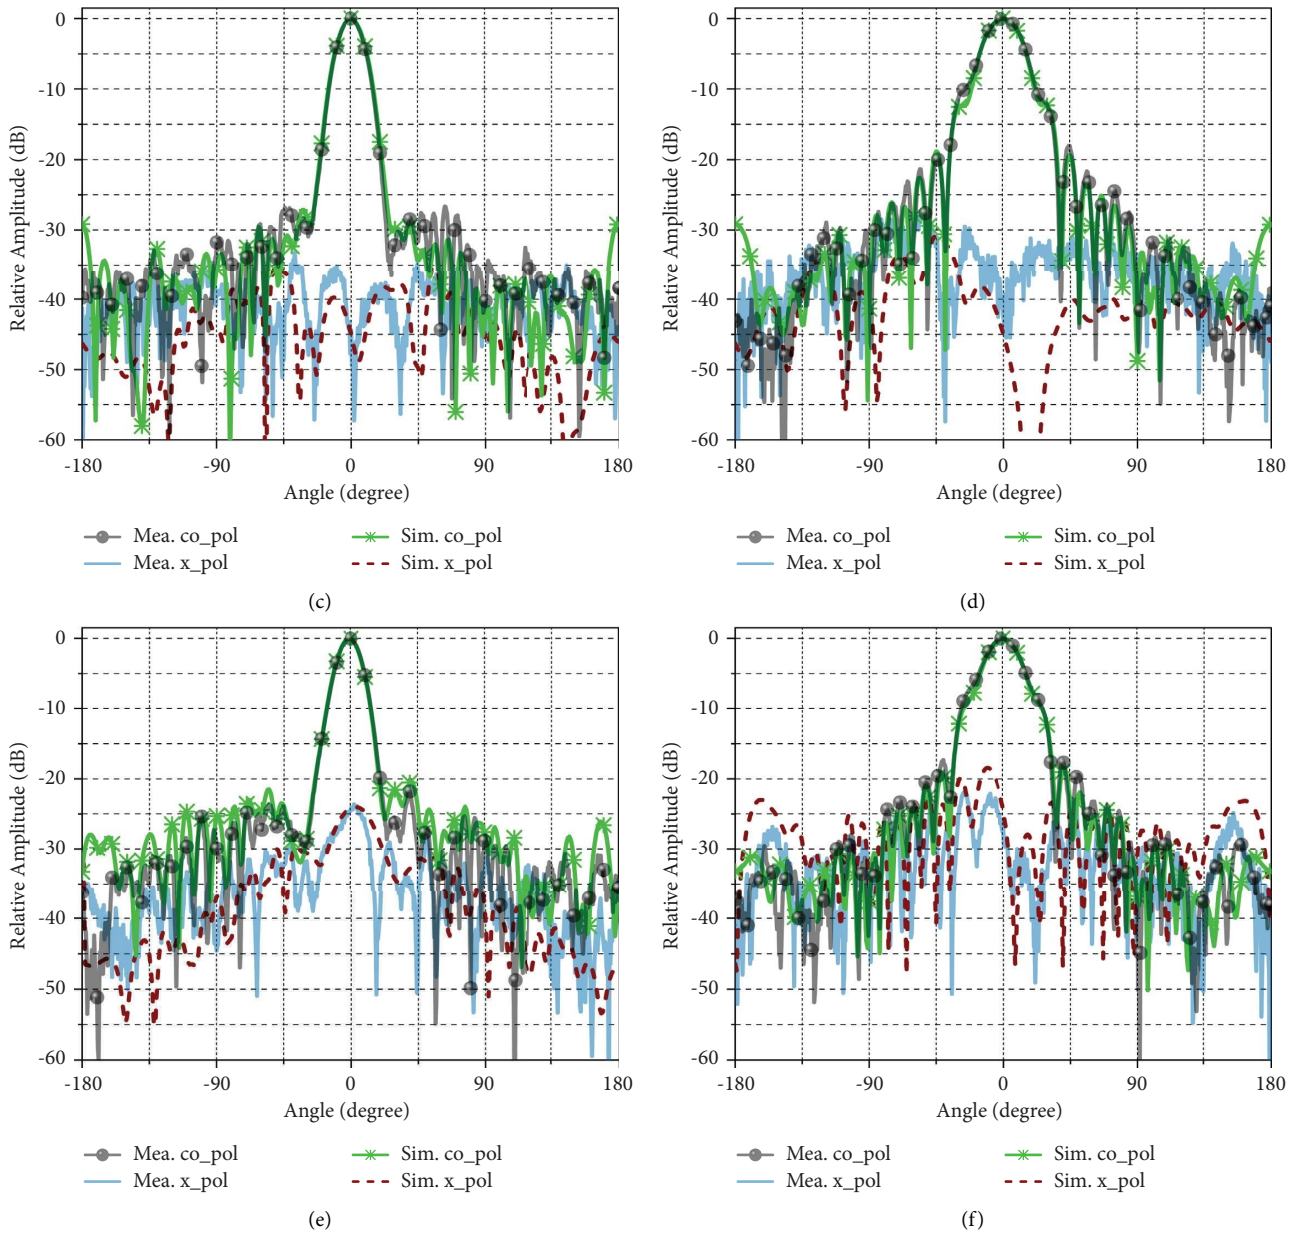 0
-10
-20
-30
-40
-50
-60
Relative Amplitude (dB)
-180 -90 0 90 180
Angle (degree)
Mea. co_pol Sim. co_pol
Mea. x_pol Sim. x_pol
(c)
0
-10
-20
-30
-40
-50
-60
Relative Amplitude (dB)
-180 -90 0 90 180
Angle (degree)
Mea. co_pol Sim. co_pol
Mea. x_pol Sim. x_pol
(d)
0
-10
-20
-30
-40
-50
-60
Relative Amplitude (dB)
-180 -90 0 90 180
Angle (degree)
Mea. co_pol Sim. co_pol
Mea. x_pol Sim. x_pol
(e)
0
-10
-20
-30
-40
-50
-60
Relative Amplitude (dB)
-180 -90 0 90 180
Angle (degree)
Mea. co_pol Sim. co_pol
Mea. x_pol Sim. x_pol
(f)